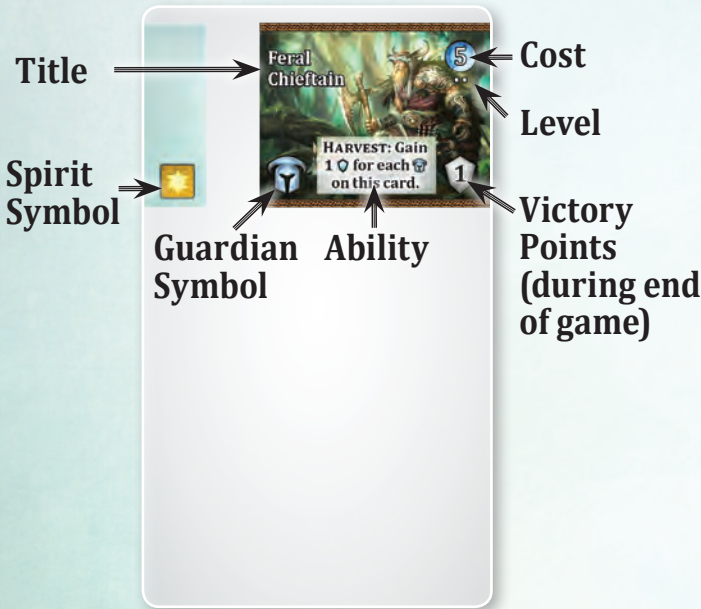 Title
Feral
Chieftain
5
Cost
Level
HARVEST: Gain
1 for each
on this card.
1
Spirit
Symbol
Guardian
Symbol
Ability
Victory
Points
(during end
of game)